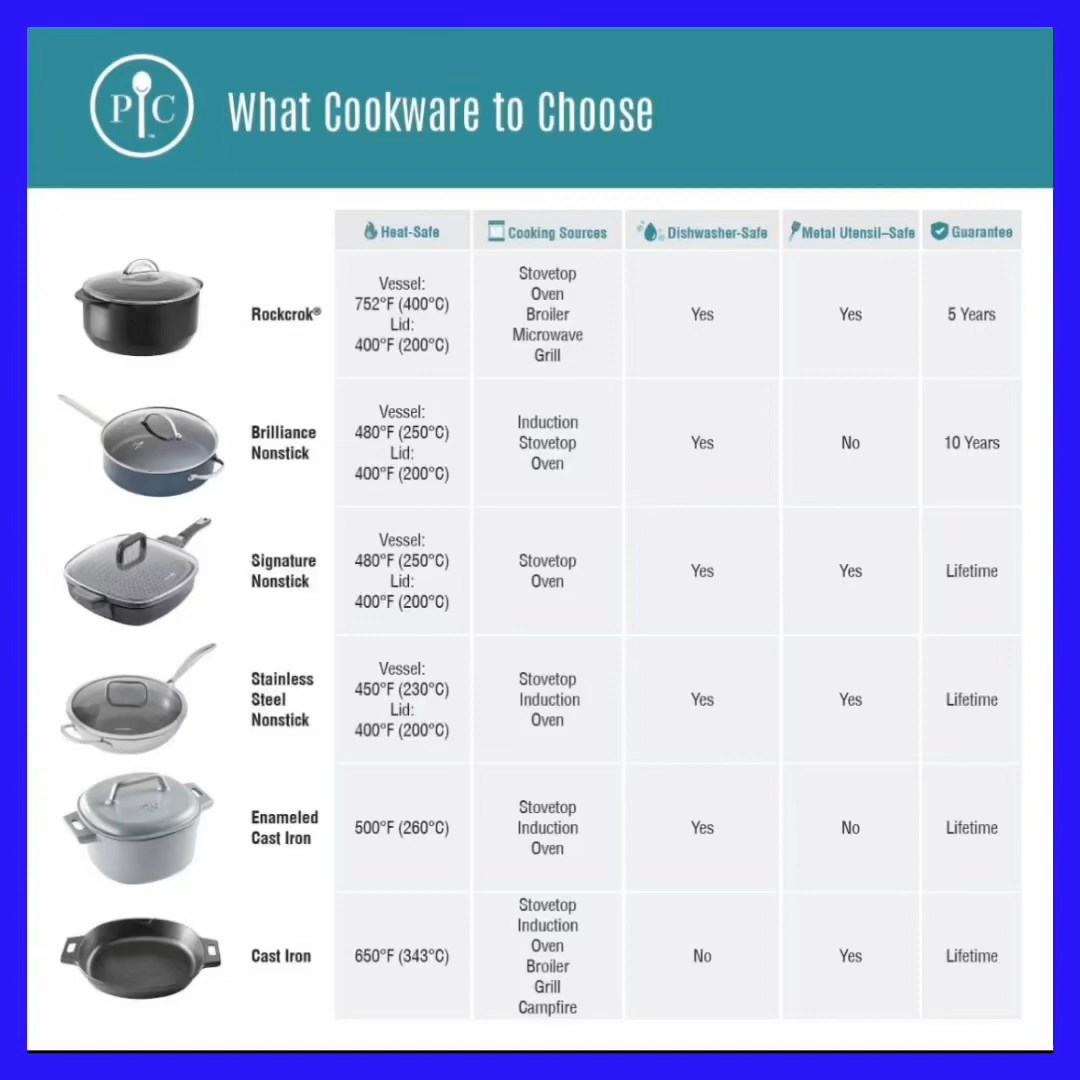 P C
™
What Cookware to Choose
Heat-Safe
Cooking Sources
Dishwasher-Safe
Metal Utensil–Safe
Guarantee
Rockcrok®
Vessel:
752°F (400°C)
Lid:
400°F (200°C)
Stovetop
Oven
Broiler
Microwave
Grill
Yes
Yes
5 Years
Brilliance
Nonstick
Vessel:
480°F (250°C)
Lid:
400°F (200°C)
Induction
Stovetop
Oven
Yes
No
10 Years
Signature
Nonstick
Vessel:
480°F (250°C)
Lid:
400°F (200°C)
Stovetop
Oven
Yes
Yes
Lifetime
Stainless
Steel
Nonstick
Vessel:
450°F (230°C)
Lid:
400°F (200°C)
Stovetop
Induction
Oven
Yes
Yes
Lifetime
Enameled
Cast Iron
500°F (260°C)
Stovetop
Induction
Oven
Yes
No
Lifetime
Cast Iron
650°F (343°C)
Stovetop
Induction
Oven
Broiler
Grill
Campfire
No
Yes
Lifetime